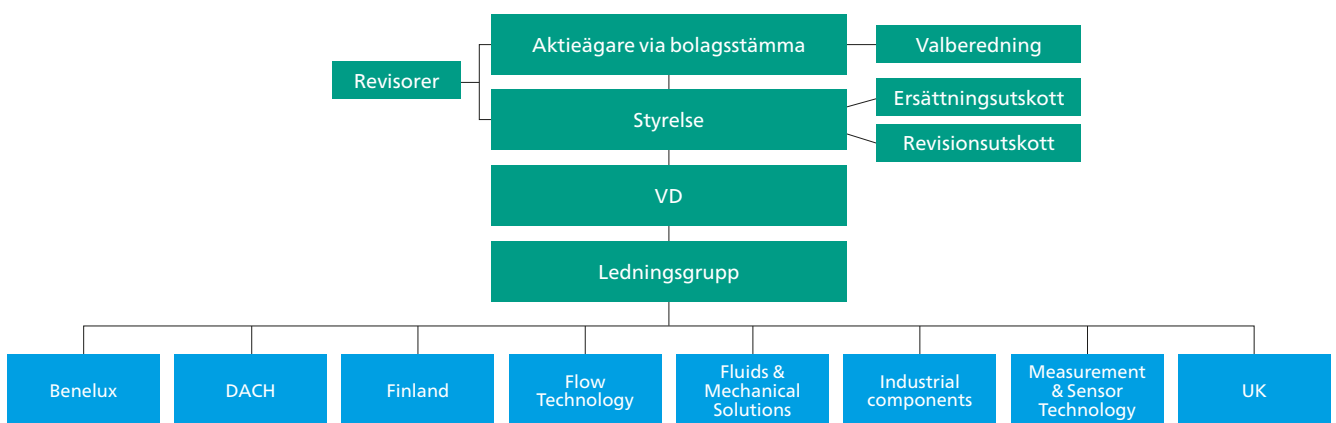 Aktieägare via bolagsstämma
Valberedning
Revisorer
Ersättningsutskott
Styrelse
Revisionsutskott
VD
Ledningsgrupp
Benelux
DACH
Finland
Flow
Technology
Fluids &
Mechanical
Solutions
Industrial
components
Measurement
& Sensor
Technology
UK